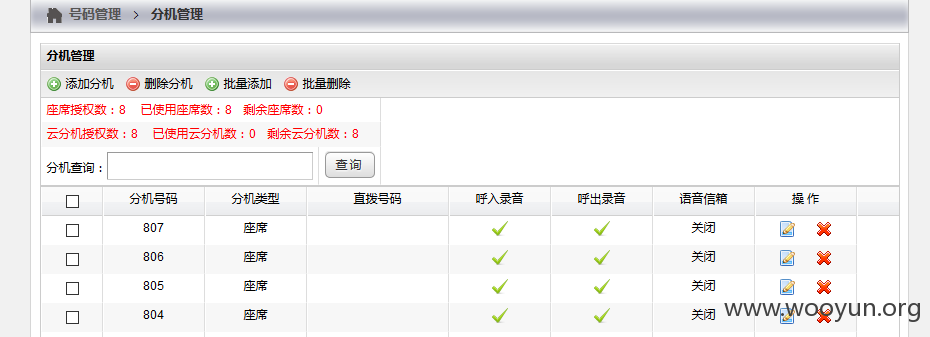 号码管理 > 分机管理
分机管理
添加分机 删除分机 批量添加 批量删除
座席授权数：8 已使用座席数：8 剩余座席数：0
云分机授权数：8 已使用云分机数：0 剩余云分机数：8
分机查询： 查询
分机号码 分机类型 直拨号码 呼入录音 呼出录音 语音信箱 操 作
807 座席 关闭
806 座席 关闭
805 座席 关闭
804 座席 关闭
www.wooyun.org